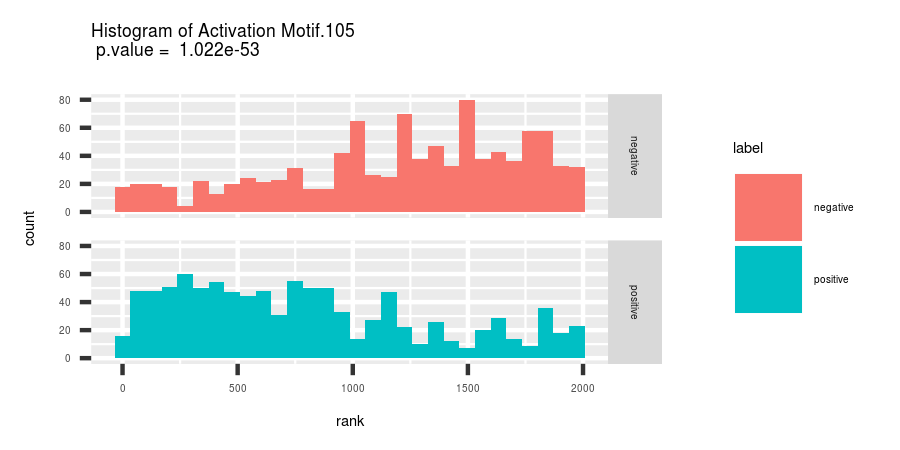 Histogram of Activation Motif.105
p.value = 1.022e-53
count
80
60
40
20
0
negative
80
60
40
20
0
positive
0 500 1000 1500 2000
rank
label
negative
positive